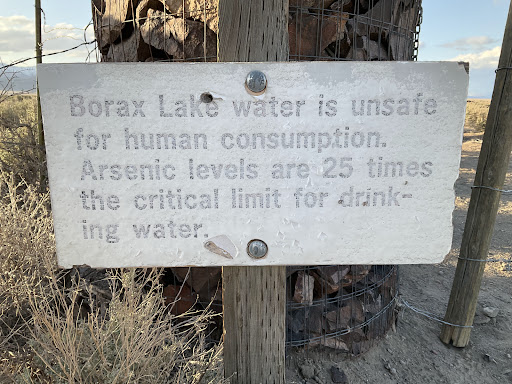 Borax Lake water is unsafe
for human consumption.
Arsenic levels are 25 times
the critical limit for drink-
ing water.